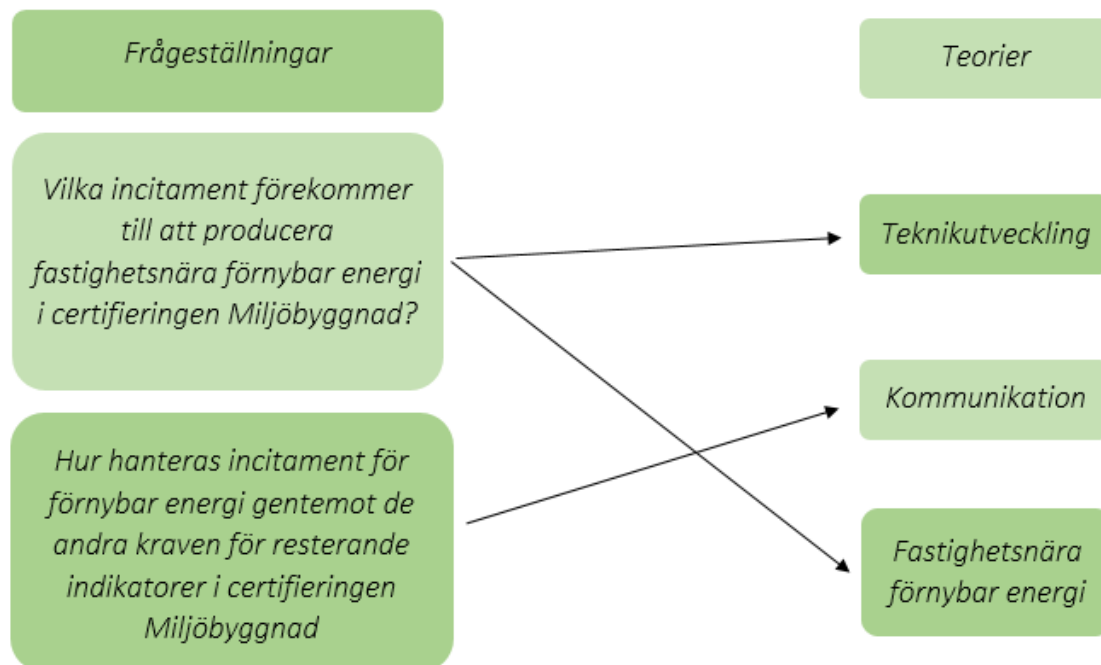 Frågeställningar
Vilka incitament förekommer
till att producera
fastighetsnära förnybar energi
i certifieringen Miljöbyggnad?
Hur hanteras incitament för
förnybar energi gentemot de
andra kraven för resterande
indikatorer i certifieringen
Miljöbyggnad
Teorier
Teknikutveckling
Kommunikation
Fastighetsnära
förnybar energi